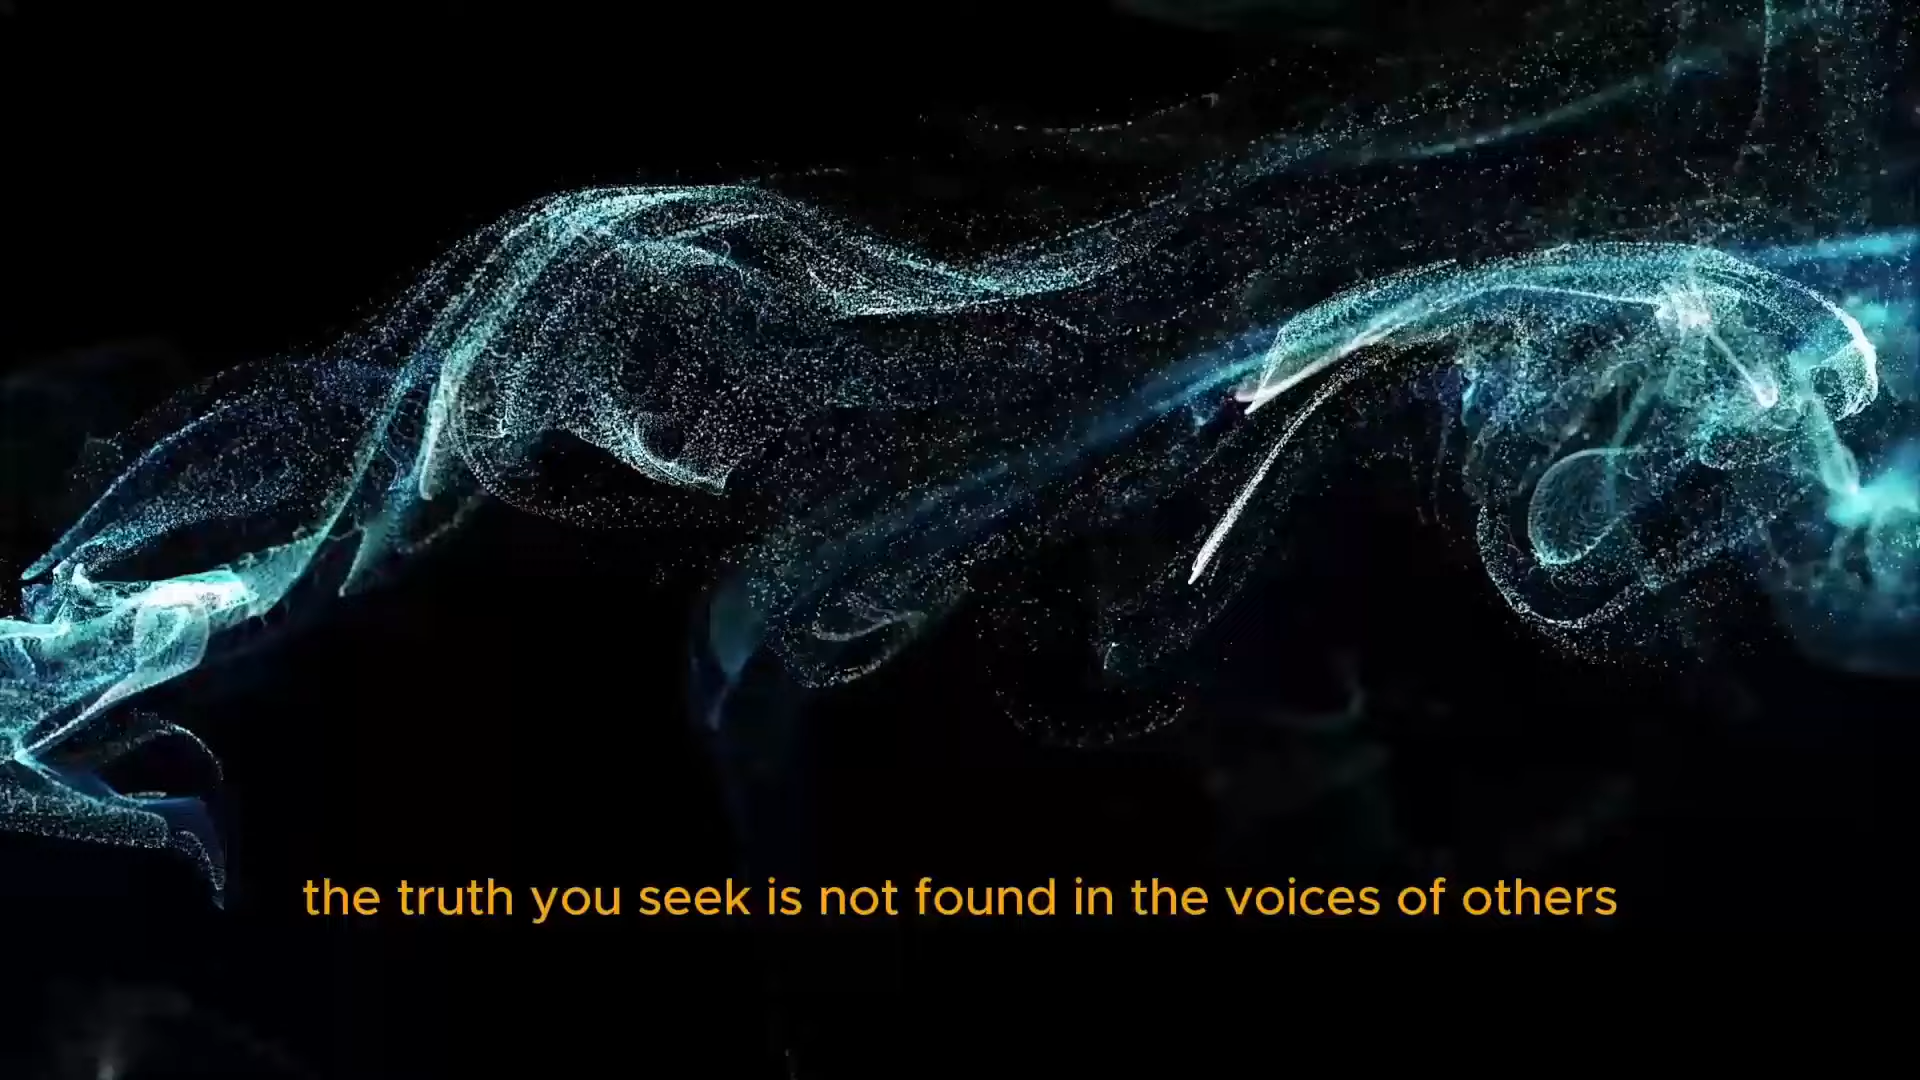 the truth you seek is not found in the voices of others